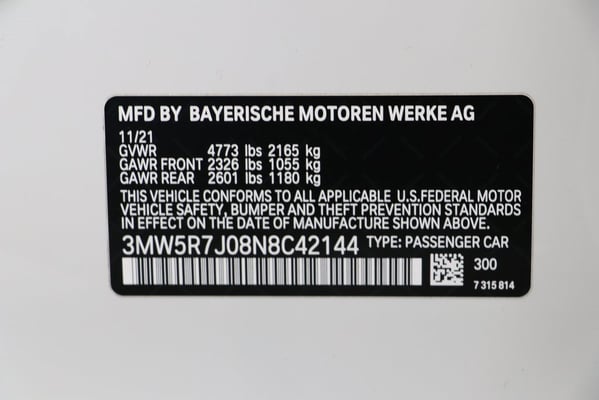 MFD BY BAYERISCHE MOTOREN WERKE AG
11/21
GVWR 4773 lbs 2165 kg
GAWR FRONT 2326 lbs 1055 kg
GAWR REAR 2601 lbs 1180 kg
THIS VEHICLE CONFORMS TO ALL APPLICABLE U.S.FEDERAL MOTOR
VEHICLE SAFETY, BUMPER AND THEFT PREVENTION STANDARDS
IN EFFECT ON THE DATE OF MANUFACTURE SHOWN ABOVE.
3MW5R7J08N8C42144 TYPE: PASSENGER CAR
300
7 315 814